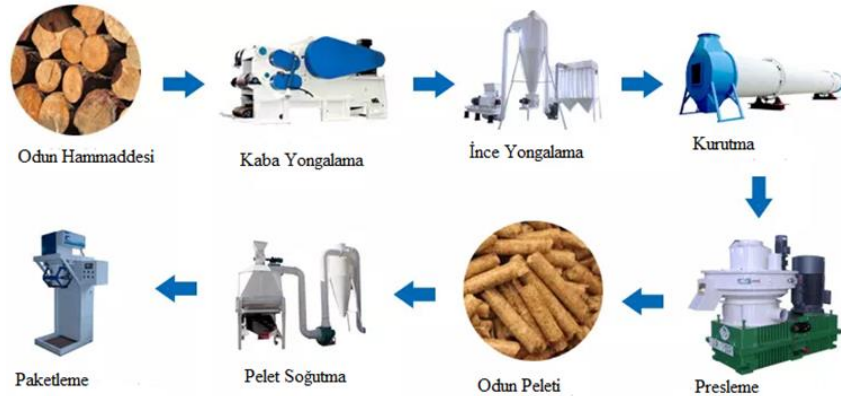 Odun Hammaddesi
Kaba Yongalama
İnce Yongalama
Kurutma
Presleme
Odun Peleti
Pelet Soğutma
Paketleme